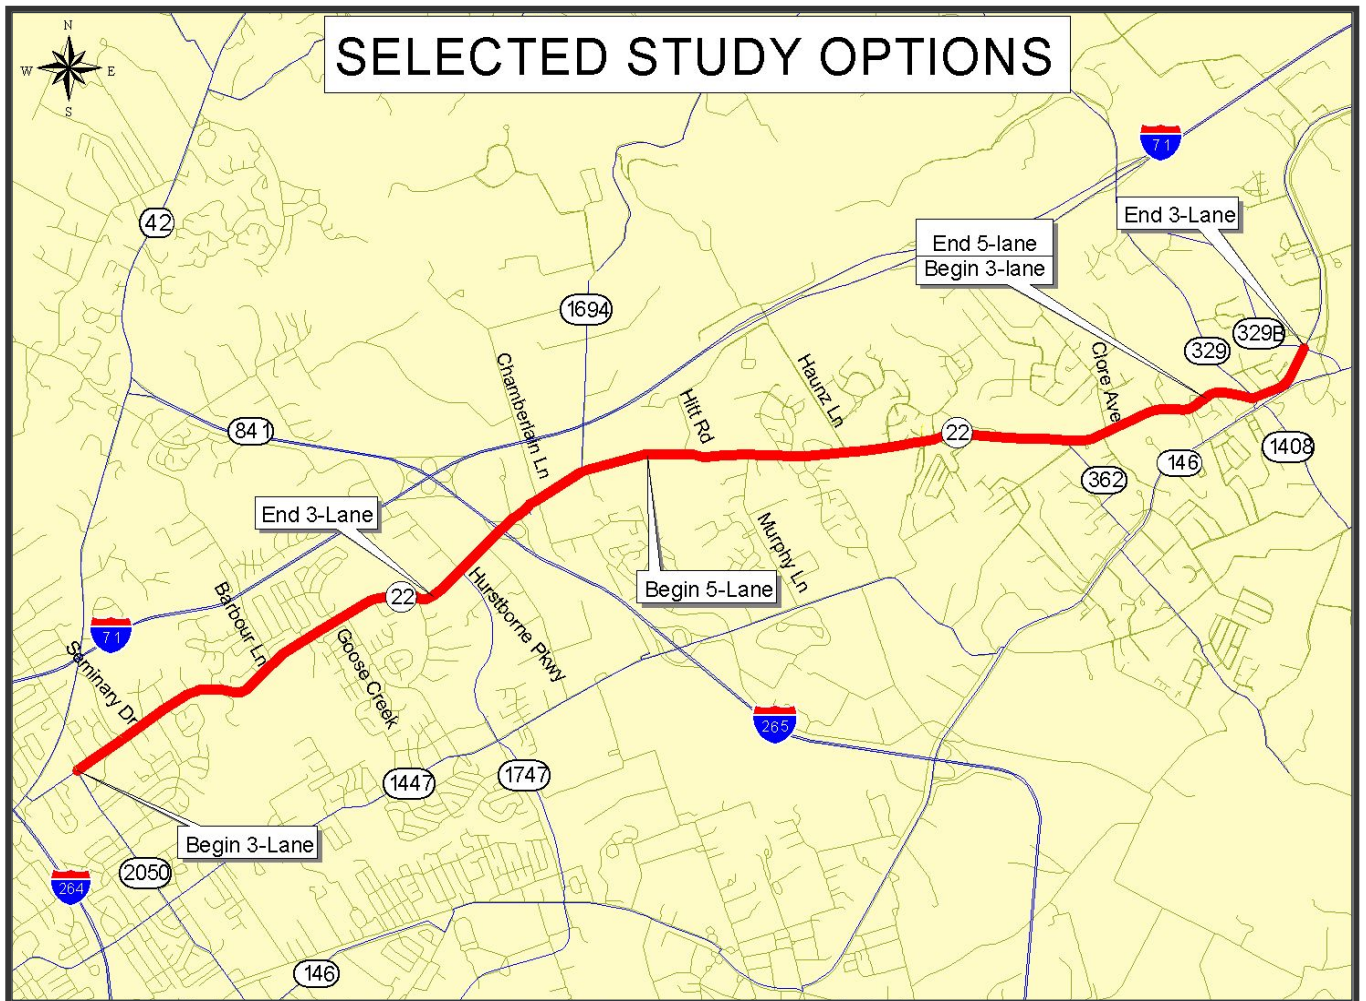 SELECTED STUDY OPTIONS
N
W E
S
71
End 3-Lane
42
End 5-lane
Begin 3-lane
1694
329B
329
Clore Ave
Chamberlain Ln
Haunz Ln
Hitt Rd
841
22
1408
146
362
End 3-Lane
Murphy Ln
Begin 5-Lane
22
Hurstborne Pkwy
Barbour Ln
71
Goose Creek
Seminary Dr
265
1447
1747
Begin 3-Lane
2050
264
146